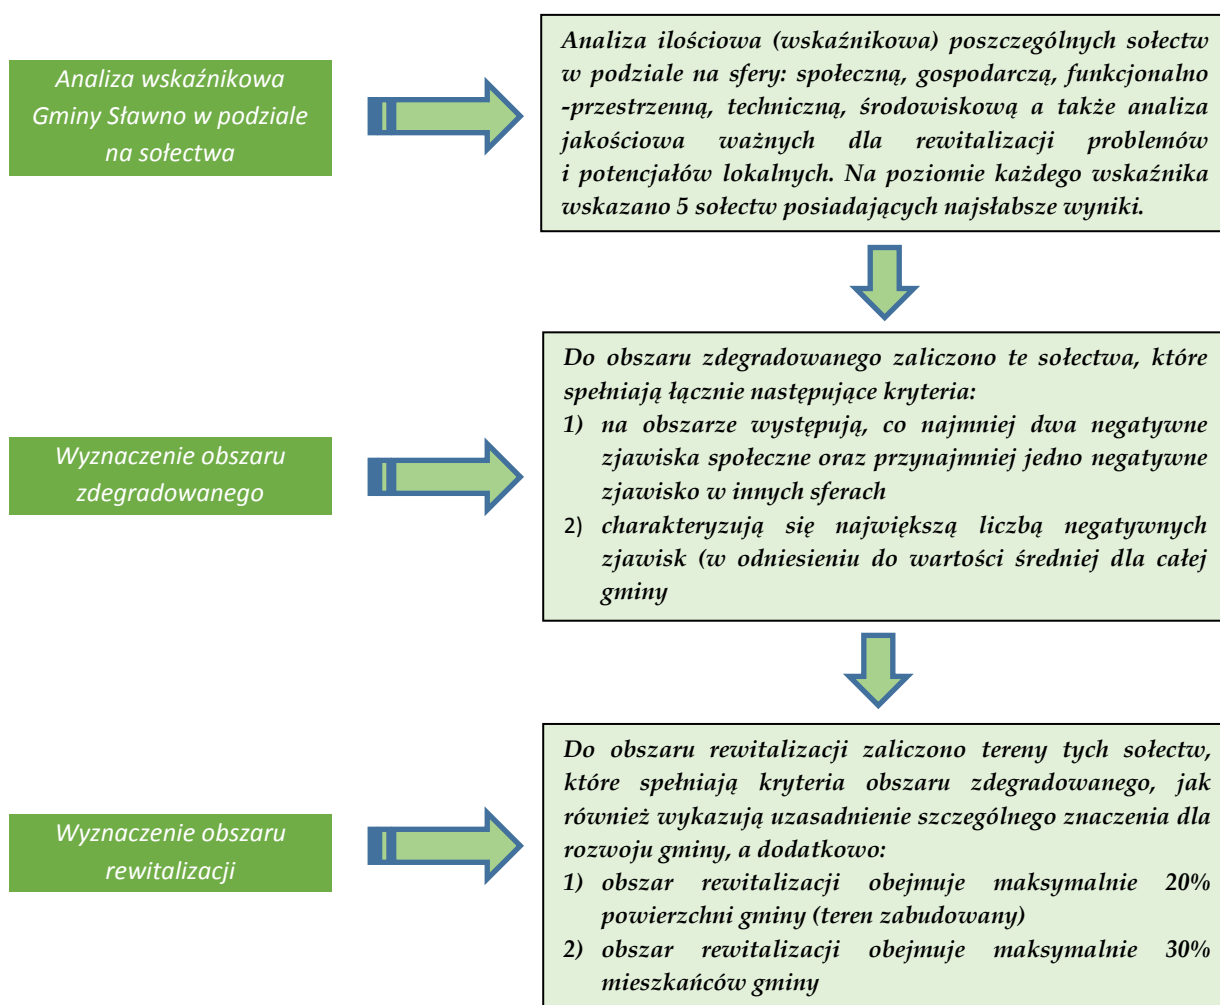 Analiza wskaźnikowa
Gminy Sławno w podziale
na sołectwa
Analiza ilościowa (wskaźnikowa) poszczególnych sołectw
w podziale na sfery: społeczną, gospodarczą, funkcjonalno
-przestrzenną, techniczną, środowiskową a także analiza
jakościowa ważnych dla rewitalizacji problemów
i potencjałów lokalnych. Na poziomie każdego wskaźnika
wskazano 5 sołectw posiadających najsłabsze wyniki.
Wyznaczenie obszaru
zdegradowanego
Do obszaru zdegradowanego zaliczono te sołectwa, które
spełniają łącznie następujące kryteria:
1) na obszarze występują, co najmniej dwa negatywne
zjawiska społeczne oraz przynajmniej jedno negatywne
zjawisko w innych sferach
2) charakteryzują się największą liczbą negatywnych
zjawisk (w odniesieniu do wartości średniej dla całej
gminy
Wyznaczenie obszaru
rewitalizacji
Do obszaru rewitalizacji zaliczono tereny tych sołectw,
które spełniają kryteria obszaru zdegradowanego, jak
również wykazują uzasadnienie szczególnego znaczenia dla
rozwoju gminy, a dodatkowo:
1) obszar rewitalizacji obejmuje maksymalnie 20%
powierzchni gminy (teren zabudowany)
2) obszar rewitalizacji obejmuje maksymalnie 30%
mieszkańców gminy